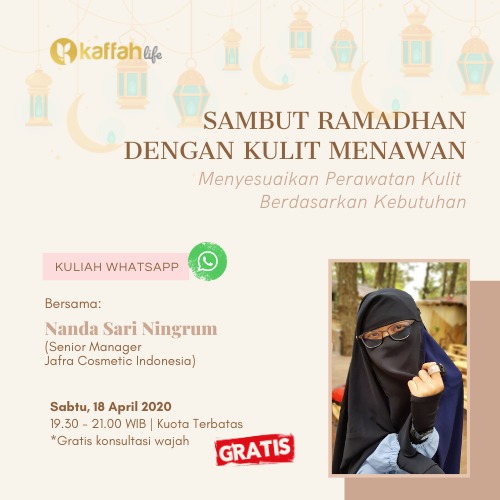 kaffah life
SAMBUT RAMADHAN
DENGAN KULIT MENAWAN
Menyesuaikan Perawatan Kulit
Berdasarkan Kebutuhan
KULIAH WHATSAPP
Bersama:
Nanda Sari Ningrum
(Senior Manager
Jafra Cosmetic Indonesia)
Sabtu, 18 April 2020
19.30 - 21.00 WIB | Kuota Terbatas
*Gratis konsultasi wajah
GRATIS